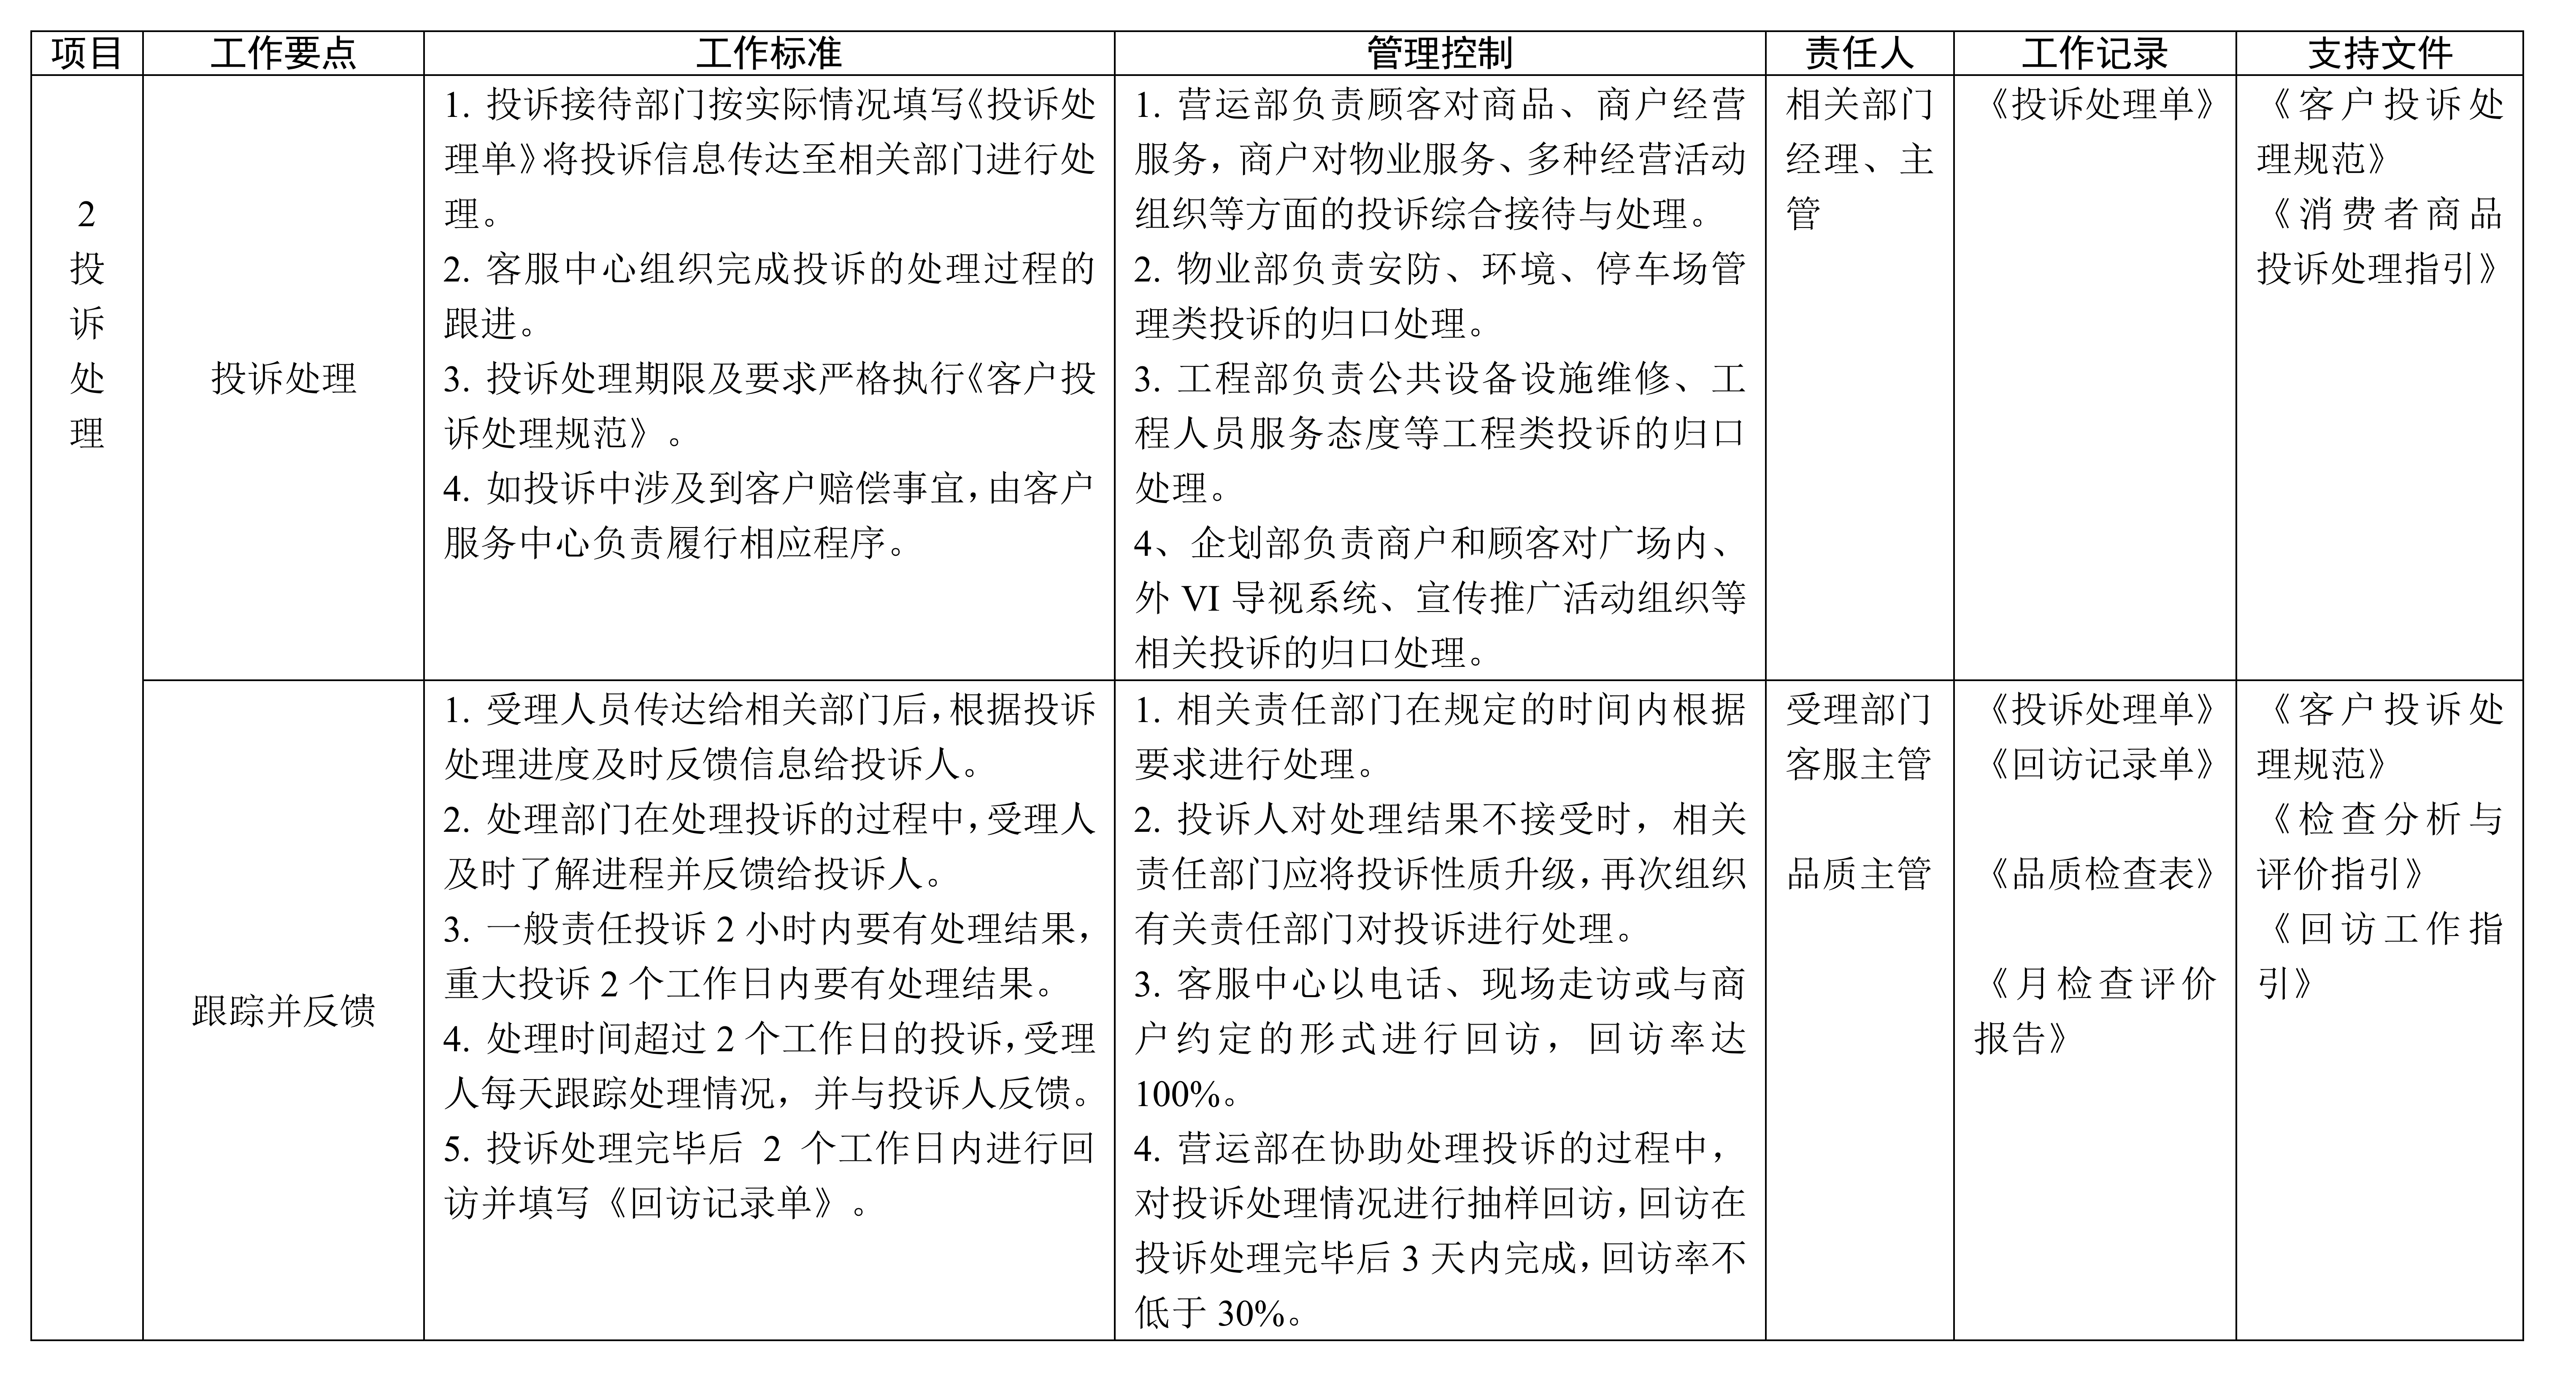 项目 工作要点 工作标准 管理控制 责任人 工作记录 支持文件
2
投
诉
处
理
投诉处理
1. 投诉接待部门按实际情况填写《投诉处
理单》将投诉信息传达至相关部门进行处
理。
2. 客服中心组织完成投诉的处理过程的
跟进。
3. 投诉处理期限及要求严格执行《客户投
诉处理规范》。
4. 如投诉中涉及到客户赔偿事宜，由客户
服务中心负责履行相应程序。
1. 营运部负责顾客对商品、商户经营
服务，商户对物业服务、多种经营活动
组织等方面的投诉综合接待与处理。
2. 物业部负责安防、环境、停车场管
理类投诉的归口处理。
3. 工程部负责公共设备设施维修、工
程人员服务态度等工程类投诉的归口
处理。
4、企划部负责商户和顾客对广场内、
外 VI 导视系统、宣传推广活动组织等
相关投诉的归口处理。
相关部门
经理、主
管
《投诉处理单》
《客户投诉处
理规范》
《消费者商品
投诉处理指引》
跟踪并反馈
1. 受理人员传达给相关部门后，根据投诉
处理进度及时反馈信息给投诉人。
2. 处理部门在处理投诉的过程中，受理人
及时了解进程并反馈给投诉人。
3. 一般责任投诉 2 小时内要有处理结果，
重大投诉 2 个工作日内要有处理结果。
4. 处理时间超过 2 个工作日的投诉，受理
人每天跟踪处理情况，并与投诉人反馈。
5. 投诉处理完毕后 2 个工作日内进行回
访并填写《回访记录单》。
1. 相关责任部门在规定的时间内根据
要求进行处理。
2. 投诉人对处理结果不接受时，相关
责任部门应将投诉性质升级，再次组织
有关责任部门对投诉进行处理。
3. 客服中心以电话、现场走访或与商
户约定的形式进行回访，回访率达
100%。
4. 营运部在协助处理投诉的过程中，
对投诉处理情况进行抽样回访，回访在
投诉处理完毕后 3 天内完成，回访率不
低于 30%。
受理部门
客服主管
品质主管
《投诉处理单》
《回访记录单》
《品质检查表》
《月检查评价
报告》
《客户投诉处
理规范》
《检查分析与
评价指引》
《回访工作指
引》